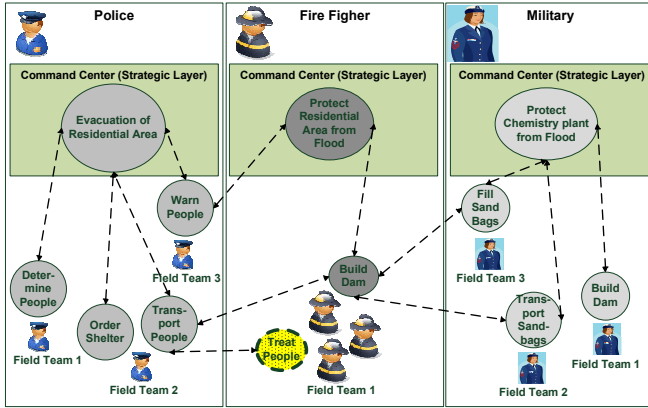 Police
Fire Figher
Military
Command Center (Strategic Layer)
Command Center (Strategic Layer)
Command Center (Strategic Layer)
Evacuation of
Residential Area
Protect
Residential
Area from
Flood
Protect
Chemistry plant
from Flood
Warn
People
Field Team 3
Fill
Sand
Bags
Field Team 3
Deter-
mine
People
Field Team 1
Order
Shelter
Trans-
port
People
Field Team 2
Build
Dam
Treat
People
Field Team 1
Trans-
port
Sand-
bags
Field Team 2
Build
Dam
Field Team 1